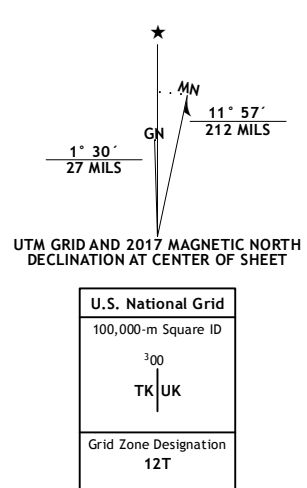 ★
MN
GN
11° 57´
212 MILS
1° 30´
27 MILS
UTM GRID AND 2017 MAGNETIC NORTH
DECLINATION AT CENTER OF SHEET
U.S. National Grid
100,000-m Square ID
³00
TK UK
Grid Zone Designation
12T